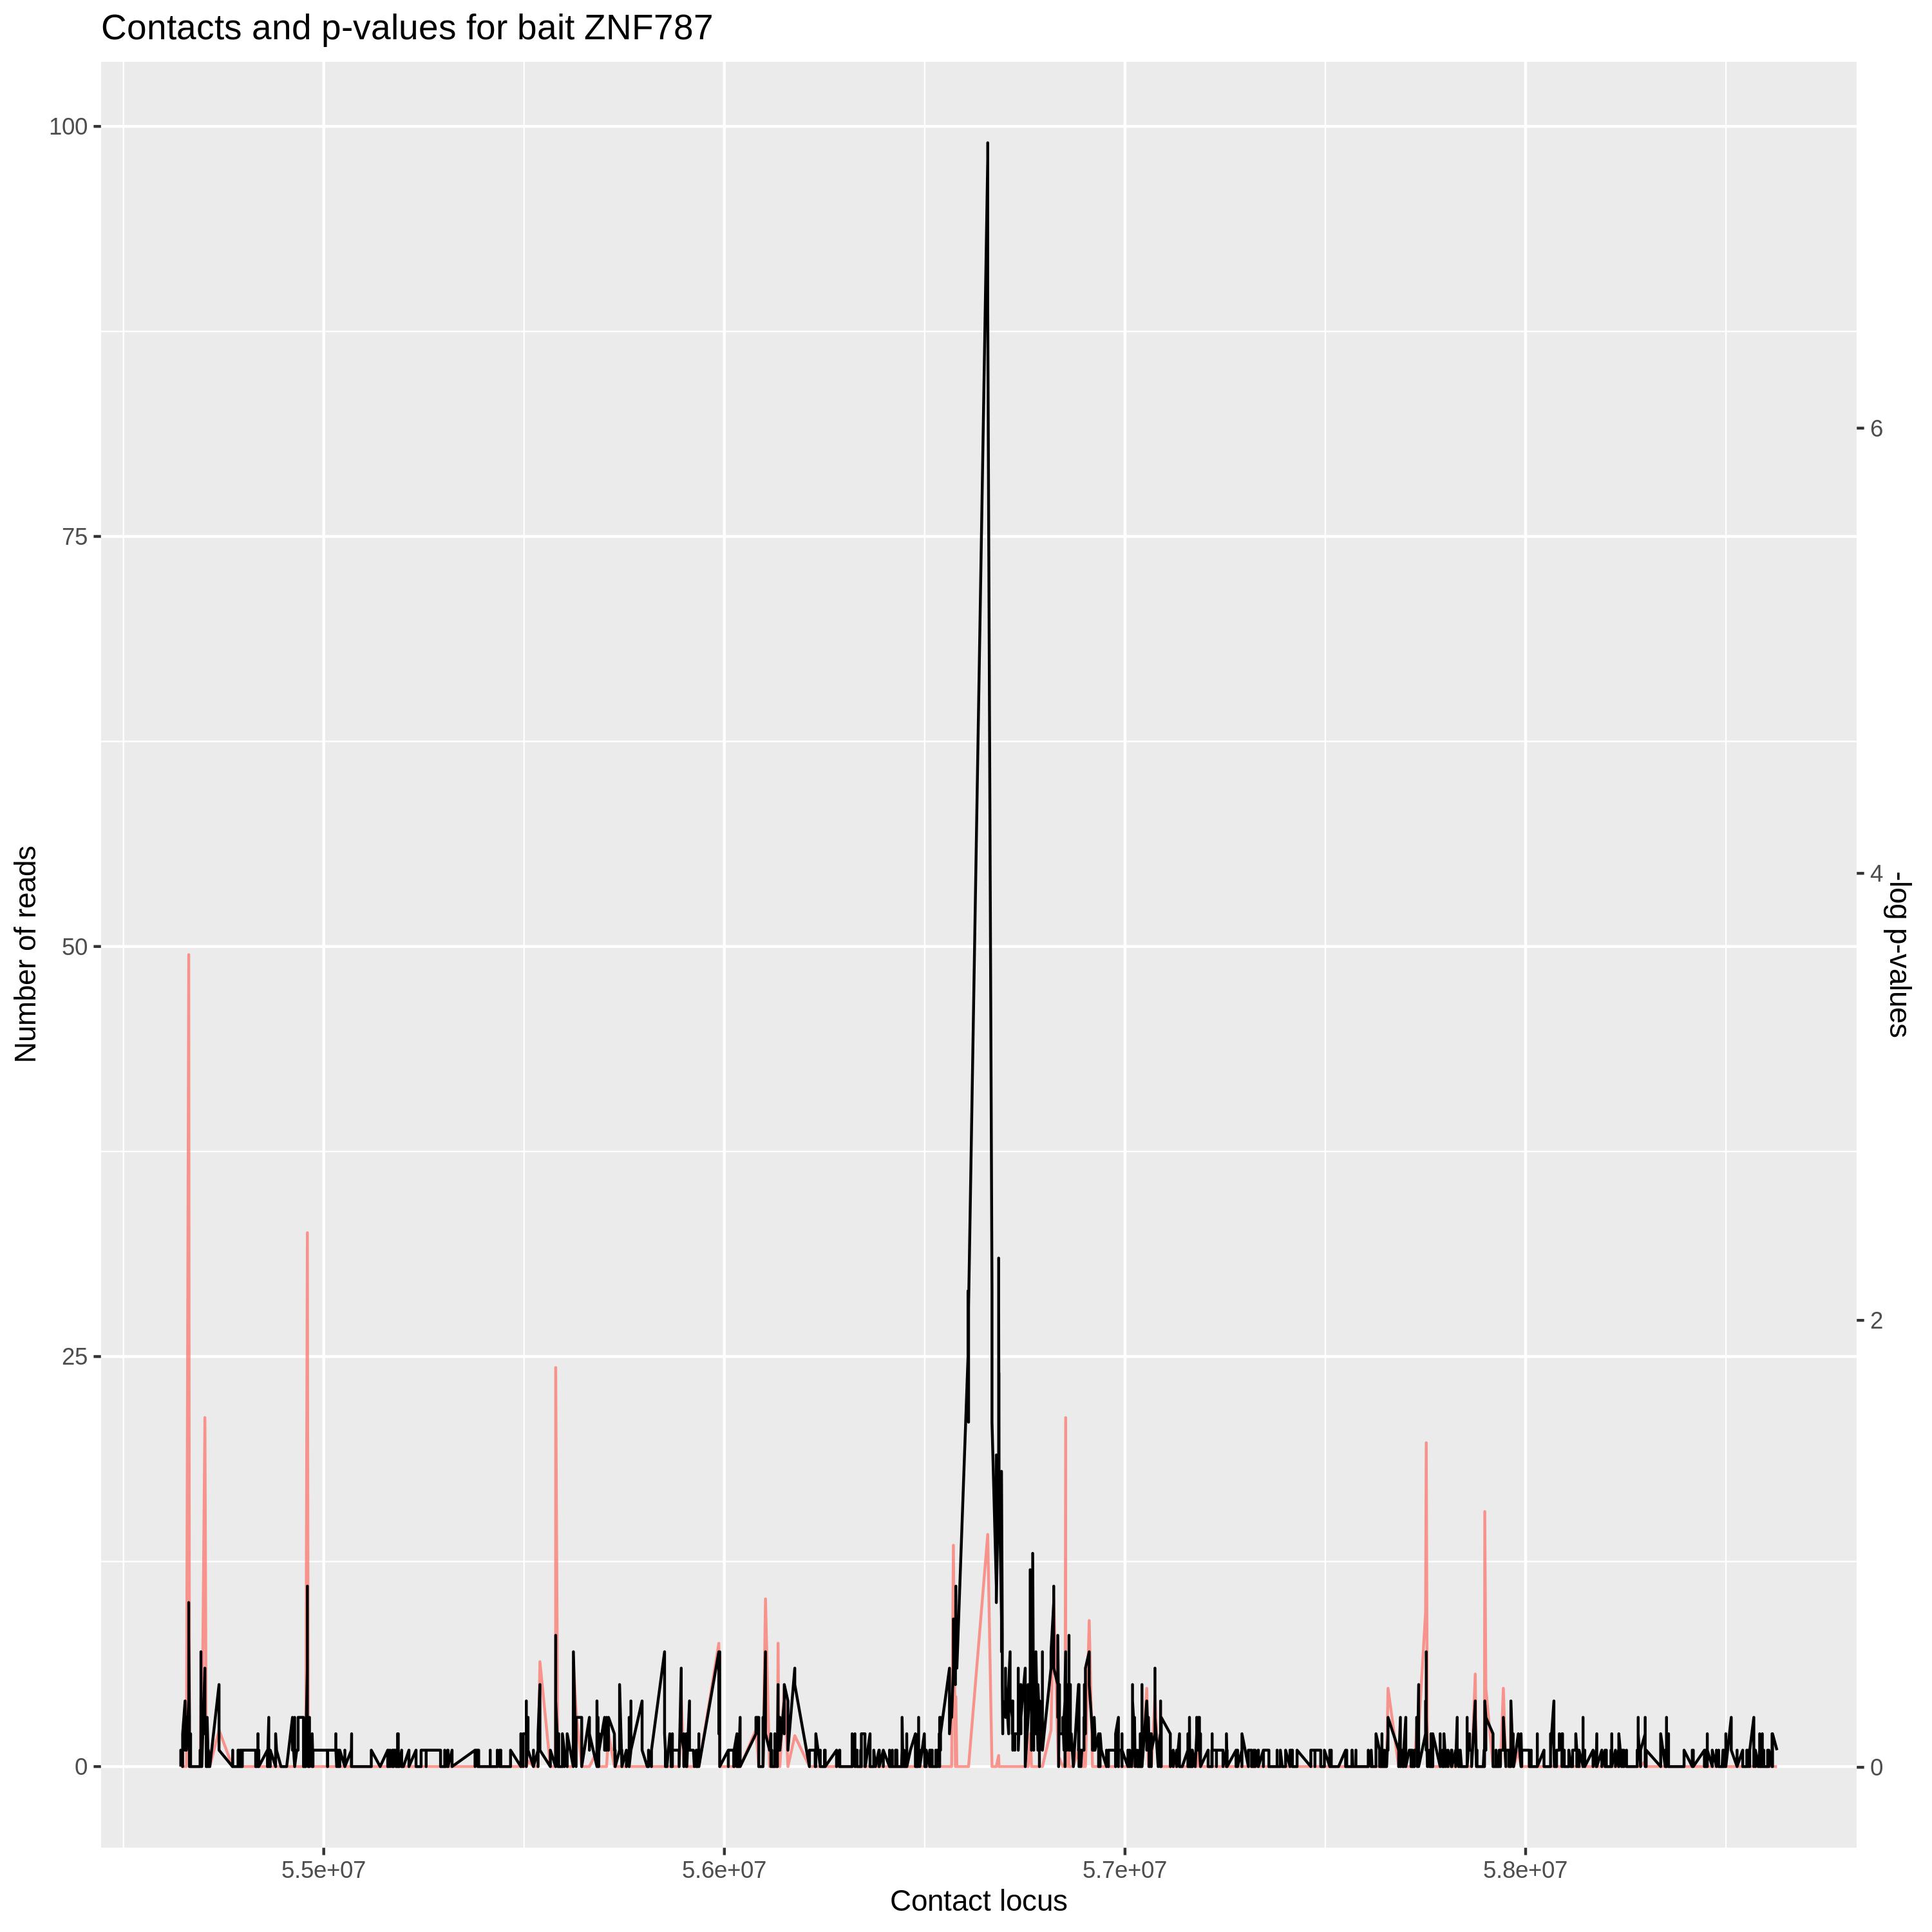 Contacts and p-values for bait ZNF787
100
75
50
25
0
Number of reads
6
4
2
0
-log p-values
5.5e+07
5.6e+07
5.7e+07
5.8e+07
Contact locus